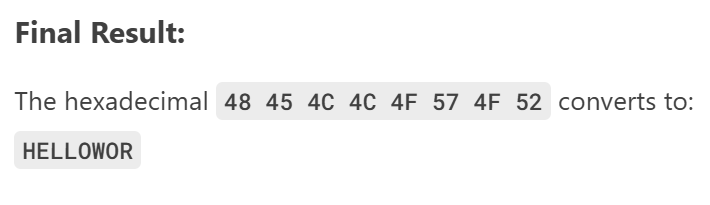 Final Result:
The hexadecimal 48 45 4C 4C 4F 57 4F 52 converts to:
HELLOWOR